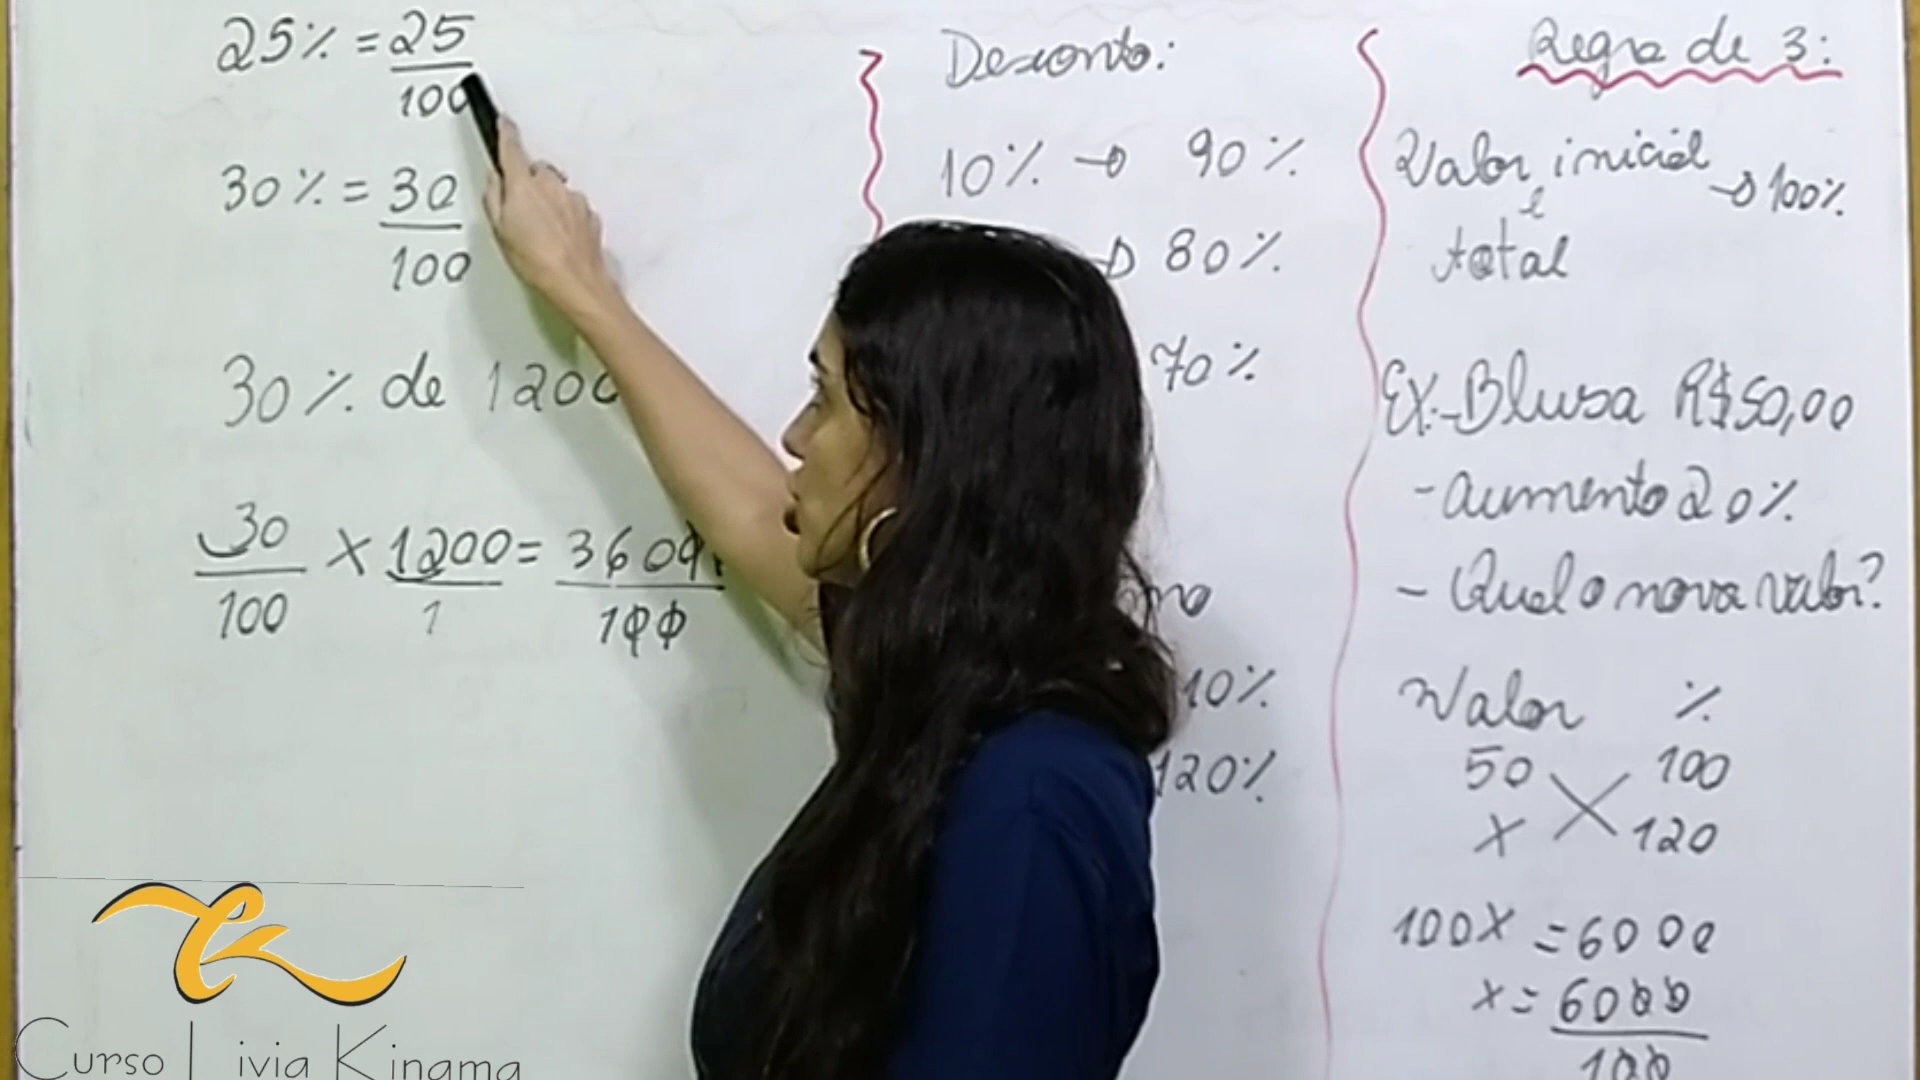 25% = 25
100
30% = 30
100
30% de 1200
30 x 1200 = 3600
100 1 100
Desconto:
10% → 90%
→ 80%
70%
10%
120%
Regra de 3:
Valor inicial → 100%
e
total
Ex:-Blusa R$50,00
- aumento 20%
- Qual o novo valor?
Valor %
50 100
x 120
100x = 6000
x = 6000
100
Curso Livia Kinama